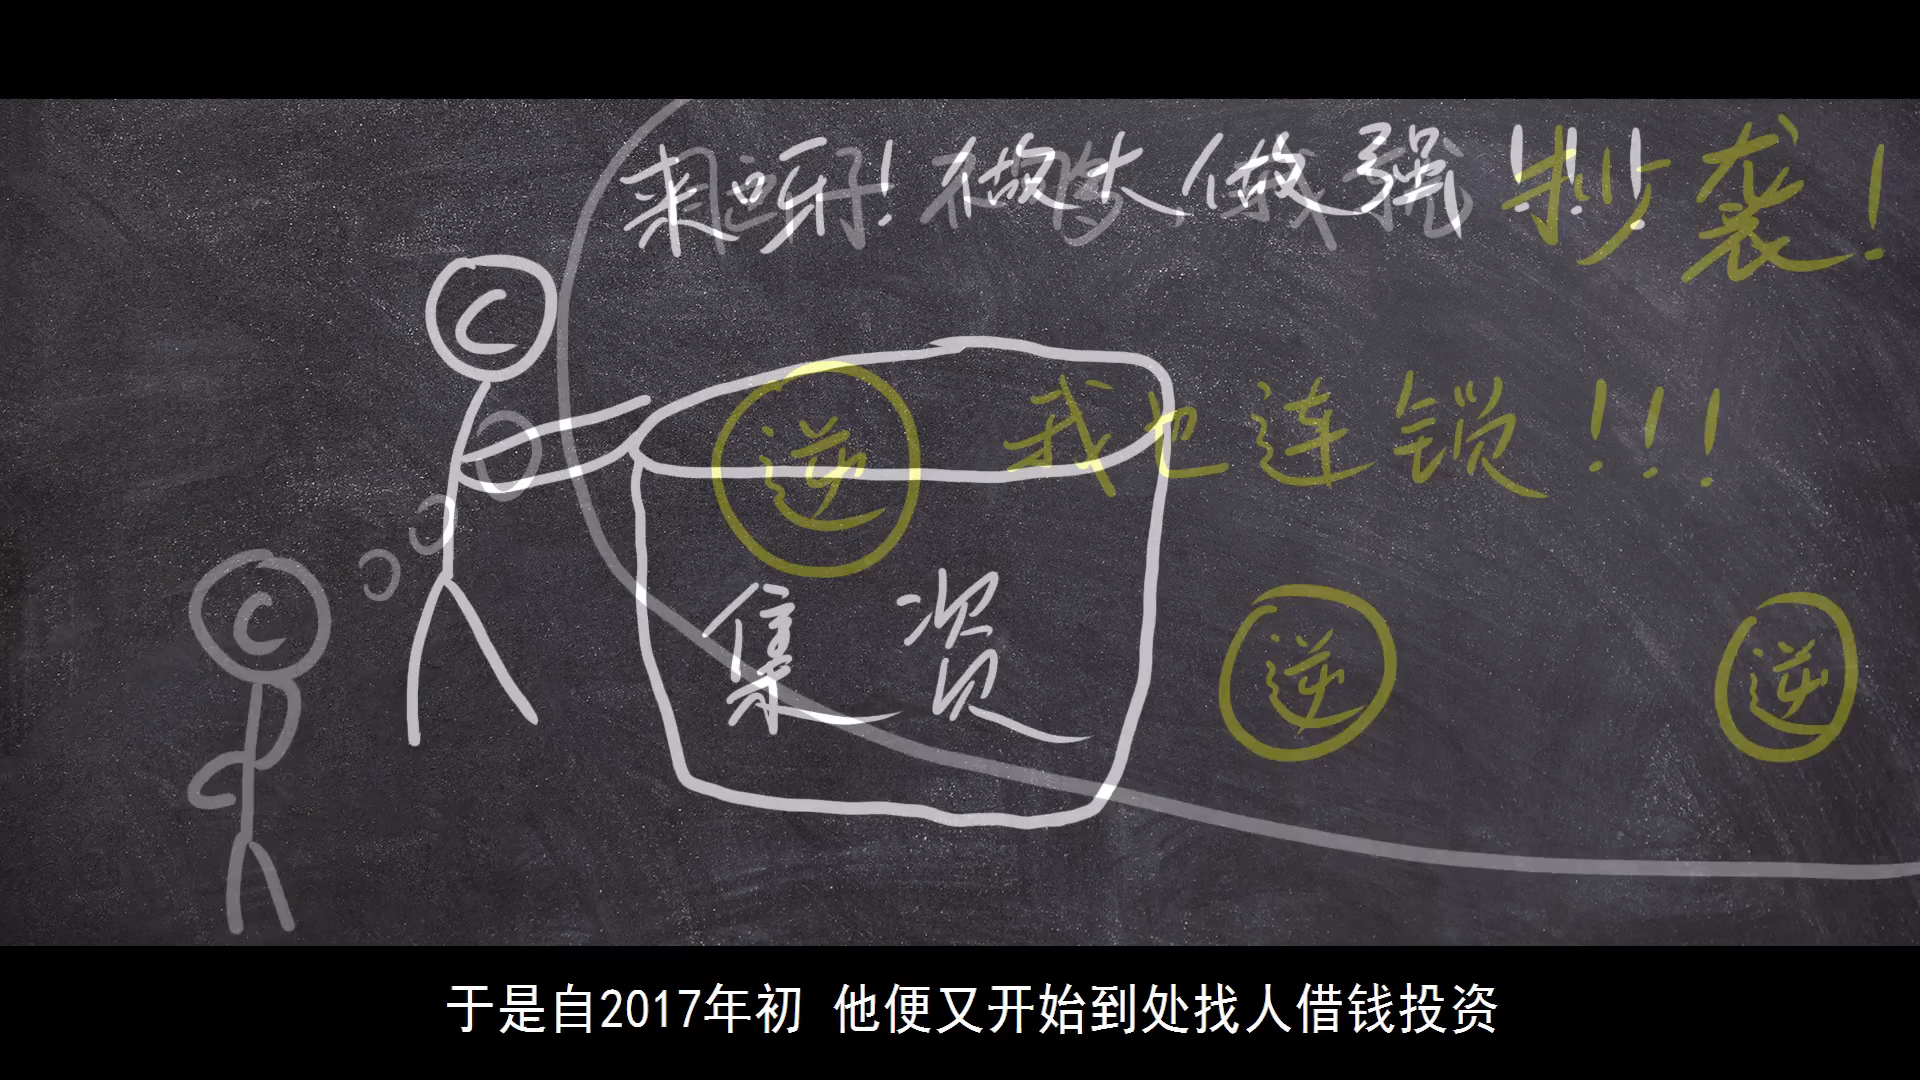 来呀！做大做强！！！
抄袭！
C
逆 我也连锁！！！
C
集资
逆
逆
于是自2017年初 他便又开始到处找人借钱投资